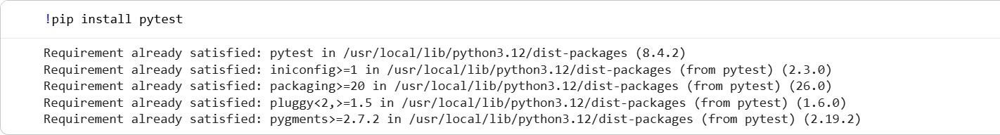 !pip install pytest
Requirement already satisfied: pytest in /usr/local/lib/python3.12/dist-packages (8.4.2)
Requirement already satisfied: iniconfig>=1 in /usr/local/lib/python3.12/dist-packages (from pytest) (2.3.0)
Requirement already satisfied: packaging>=20 in /usr/local/lib/python3.12/dist-packages (from pytest) (26.0)
Requirement already satisfied: pluggy<2,>=1.5 in /usr/local/lib/python3.12/dist-packages (from pytest) (1.6.0)
Requirement already satisfied: pygments>=2.7.2 in /usr/local/lib/python3.12/dist-packages (from pytest) (2.19.2)